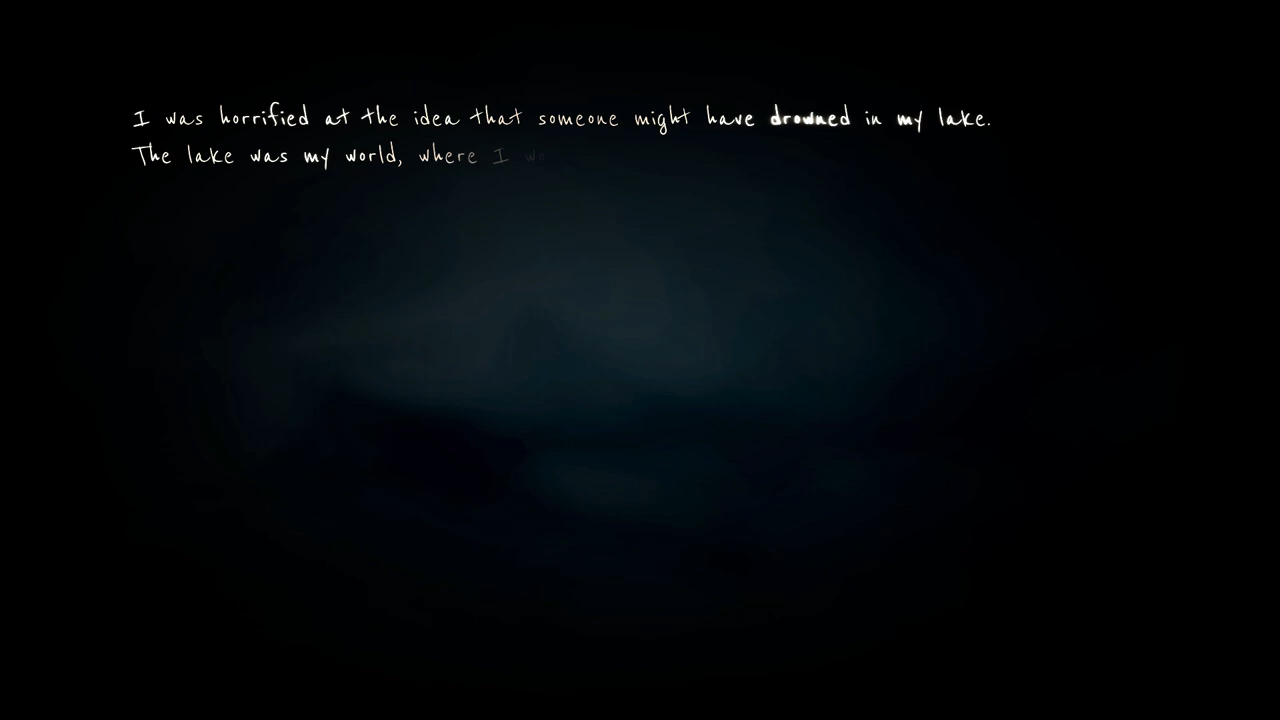 I was horrified at the idea that someone might have drowned in my lake.
The lake was my world, where I